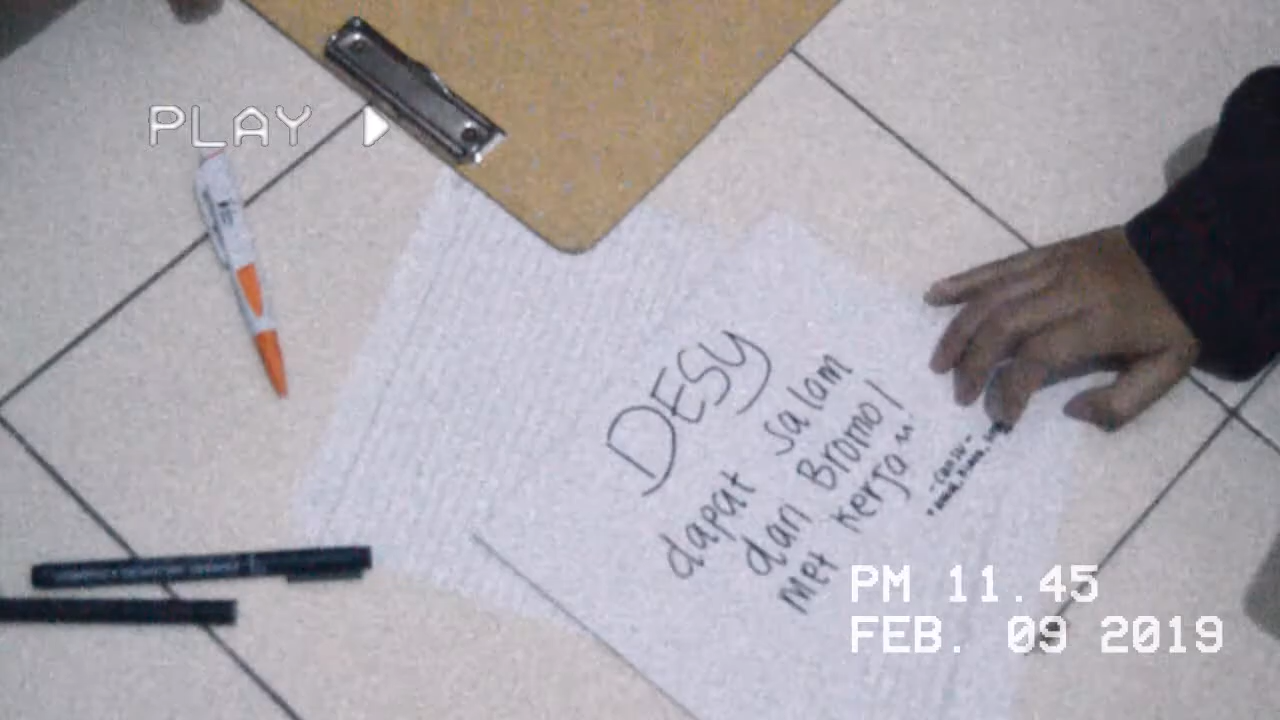 PLAY
DESY
dapat salam
dari Bromo!
Met kerja"
PM 11.45
FEB. 09 2019